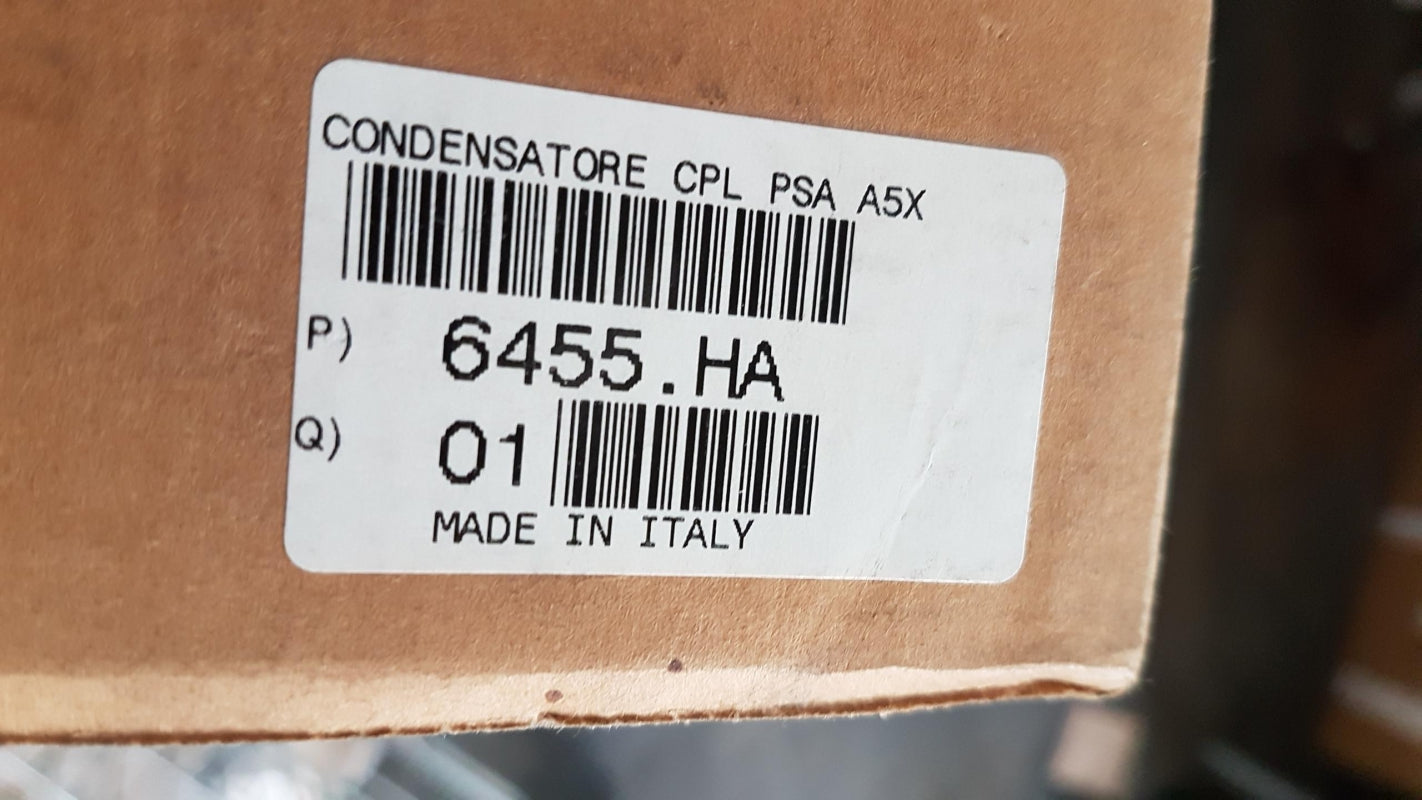 CONDENSATORE CPL PSA A5X
P) 6455.HA
Q) 01
MADE IN ITALY